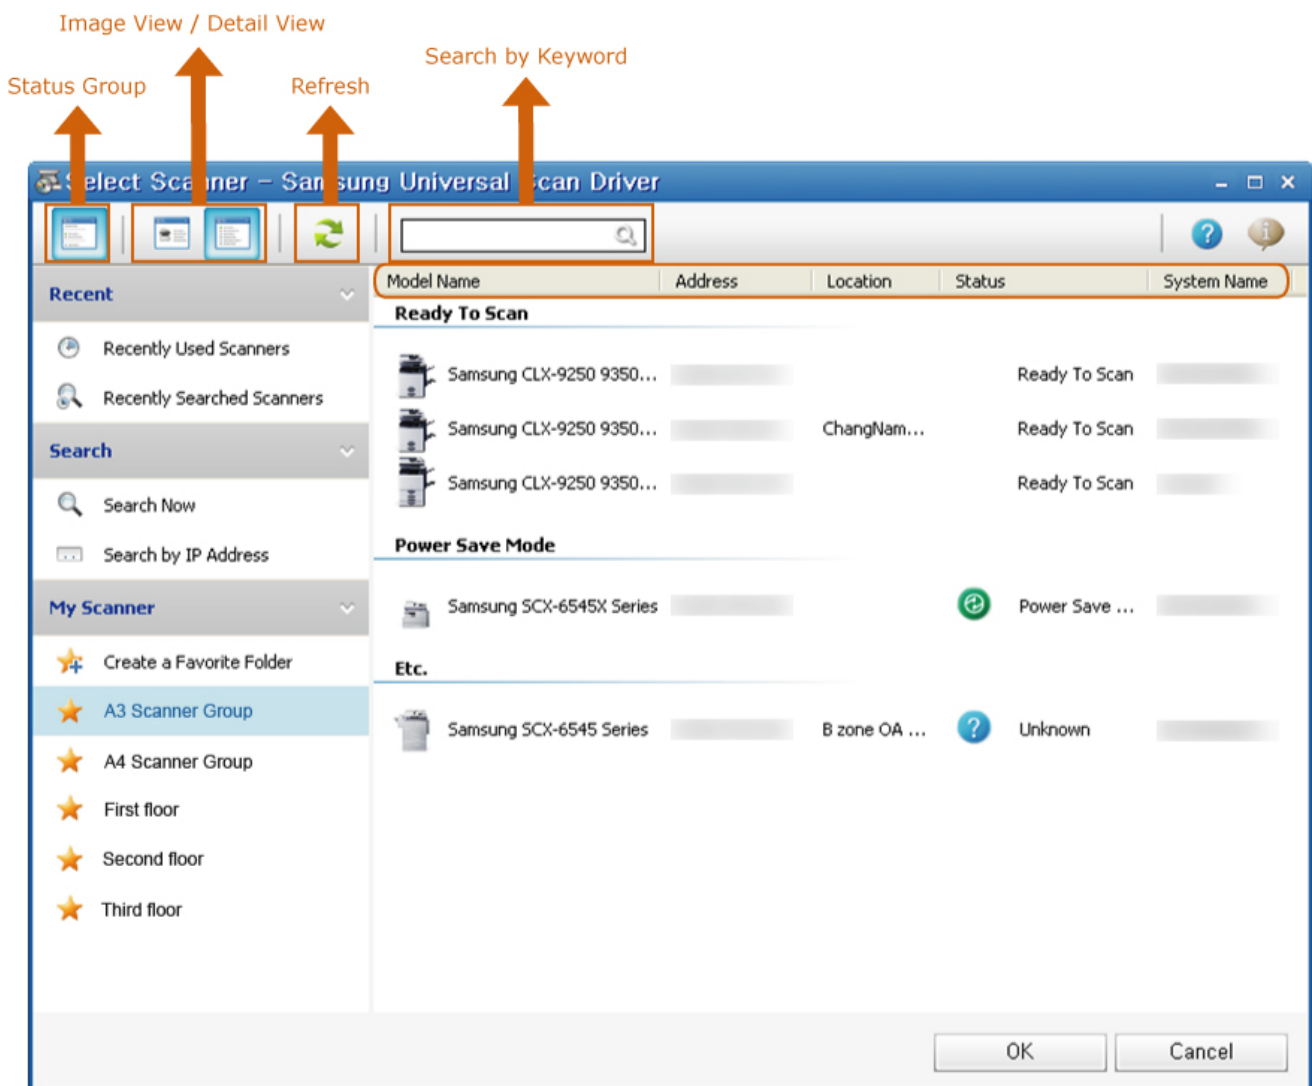 Image View / Detail View
Search by Keyword
Status Group
Refresh
Select Scanner – Samsung Universal Scan Driver
Recent
Recently Used Scanners
Recently Searched Scanners
Search
Search Now
Search by IP Address
My Scanner
Create a Favorite Folder
A3 Scanner Group
A4 Scanner Group
First floor
Second floor
Third floor
Model Name Address Location Status System Name
Ready To Scan
Samsung CLX-9250 9350... Ready To Scan
Samsung CLX-9250 9350... ChangNam... Ready To Scan
Samsung CLX-9250 9350... Ready To Scan
Power Save Mode
Samsung SCX-6545X Series Power Save ...
Etc.
Samsung SCX-6545 Series B zone OA ... Unknown
OK Cancel